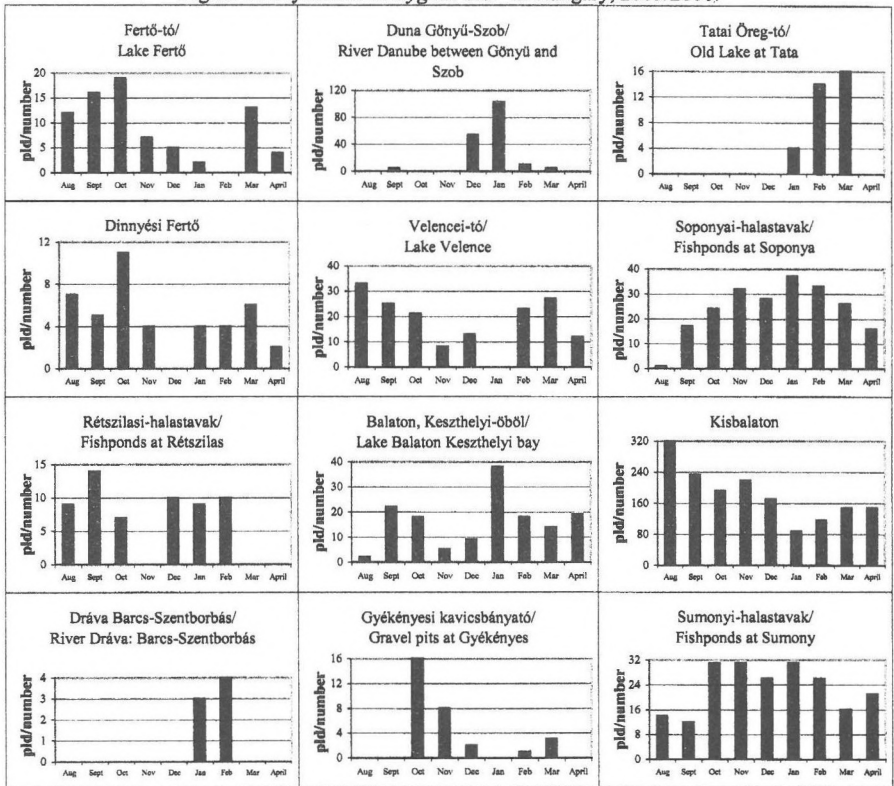 Fertő-tó/
Lake Fertő
pld/number
20
15
10
5
0
Aug Sept Oct Nov Dec Jan Feb Mar April
Duna Gönyű-Szob/
River Danube between Gönyű and
Szob
pld/number
120
80
40
0
Aug Sept Oct Nov Dec Jan Feb Mar April
Tatai Öreg-tó/
Old Lake at Tata
pld/number
16
12
8
4
0
Aug Sept Oct Nov Dec Jan Feb Mar April
Dinnyési Fertő
pld/number
12
8
4
0
Aug Sept Oct Nov Dec Jan Feb Mar April
Velencei-tó/
Lake Velence
pld/number
40
30
20
10
0
Aug Sept Oct Nov Dec Jan Feb Mar April
Soponyai-halastavak/
Fishponds at Soponya
pld/number
40
30
20
10
0
Aug Sept Oct Nov Dec Jan Feb Mar April
Rétszilasi-halastavak/
Fishponds at Rétszilas
pld/number
15
10
5
0
Aug Sept Oct Nov Dec Jan Feb Mar April
Balaton, Keszthelyi-öböl/
Lake Balaton Keszthelyi bay
pld/number
40
30
20
10
0
Aug Sept Oct Nov Dec Jan Feb Mar April
Kisbalaton
pld/number
320
240
160
80
0
Aug Sept Oct Nov Dec Jan Feb Mar April
Dráva Barcs-Szentborbás/
River Dráva: Barcs-Szentborbás
pld/number
4
3
2
1
0
Aug Sept Oct Nov Dec Jan Feb Mar April
Gyékényesi kavicsbányató/
Gravel pits at Gyékényes
pld/number
16
12
8
4
0
Aug Sept Oct Nov Dec Jan Feb Mar April
Sumonyi-halastavak/
Fishponds at Sumony
pld/number
32
24
16
8
0
Aug Sept Oct Nov Dec Jan Feb Mar April